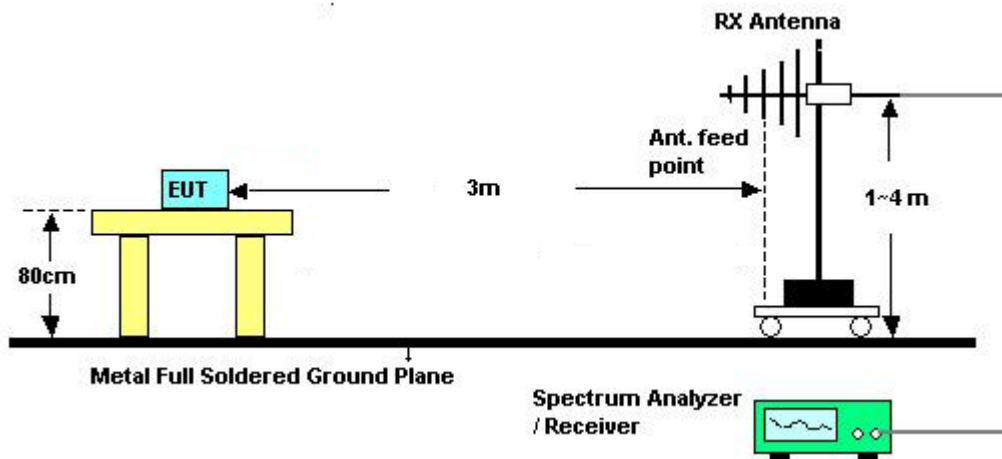 RX Antenna
Ant. feed
point
EUT
3m
1~4 m
80cm
Metal Full Soldered Ground Plane
Spectrum Analyzer
/ Receiver